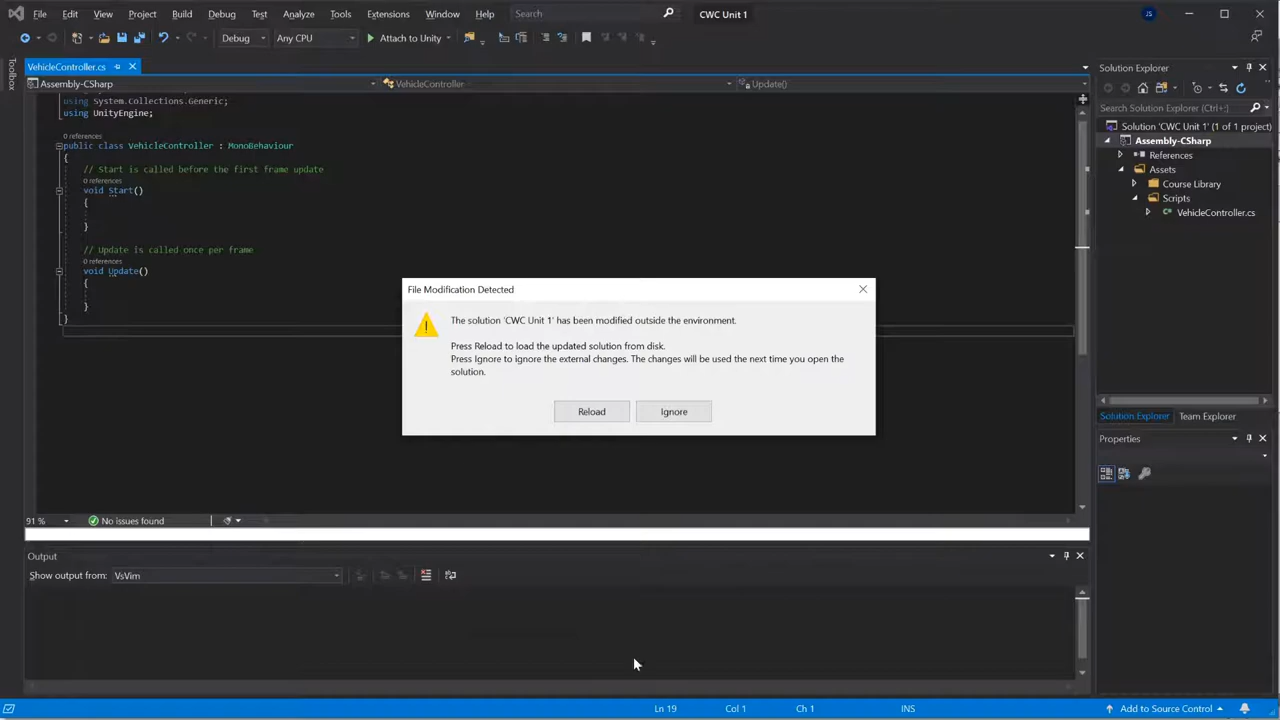 File Edit View Project Build Debug Test Analyze Tools Extensions Window Help Search CWC Unit 1 JS
Debug Any CPU Attach to Unity
Toolbox
VehicleController.cs
Assembly-CSharp VehicleController Update()
using System.Collections.Generic;
using UnityEngine;
0 references
public class VehicleController : MonoBehaviour
{
// Start is called before the first frame update
0 references
void Start()
{
}
// Update is called once per frame
0 references
void Update()
{
}
}
File Modification Detected
The solution 'CWC Unit 1' has been modified outside the environment.
Press Reload to load the updated solution from disk.
Press Ignore to ignore the external changes. The changes will be used the next time you open the
solution.
Reload Ignore
91 % No issues found
Output
Show output from: VsVim
Solution Explorer
Search Solution Explorer (Ctrl+;)
Solution 'CWC Unit 1' (1 of 1 project)
Assembly-CSharp
References
Assets
Course Library
Scripts
VehicleController.cs
Solution Explorer Team Explorer
Properties
Ln 19 Col 1 Ch 1 INS Add to Source Control